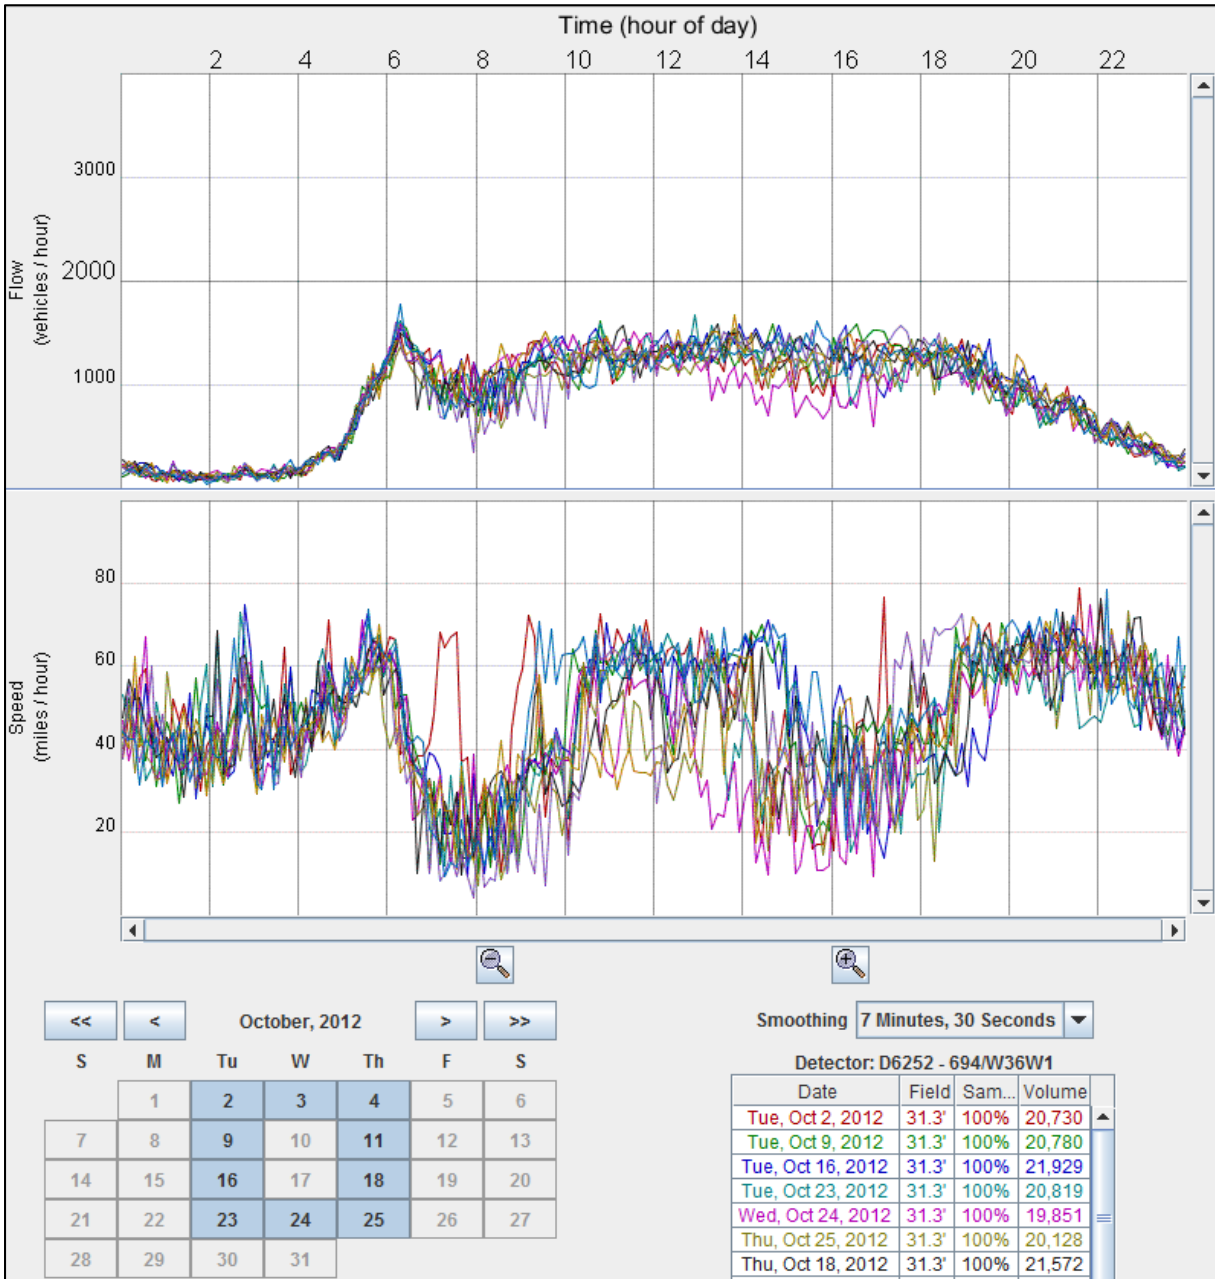 Time (hour of day)
2 4 6 8 10 12 14 16 18 20 22
3000
2000
1000
Flow
(vehicles / hour)
80
60
40
20
Speed
(miles / hour)
<< < October, 2012 > >>
S M Tu W Th F S
1 2 3 4 5 6
7 8 9 10 11 12 13
14 15 16 17 18 19 20
21 22 23 24 25 26 27
28 29 30 31
Smoothing 7 Minutes, 30 Seconds
Detector: D6252 - 694/W36W1
Date Field Sam... Volume
Tue, Oct 2, 2012 31.3' 100% 20,730
Tue, Oct 9, 2012 31.3' 100% 20,780
Tue, Oct 16, 2012 31.3' 100% 21,929
Tue, Oct 23, 2012 31.3' 100% 20,819
Wed, Oct 24, 2012 31.3' 100% 19,851
Thu, Oct 25, 2012 31.3' 100% 20,128
Thu, Oct 18, 2012 31.3' 100% 21,572